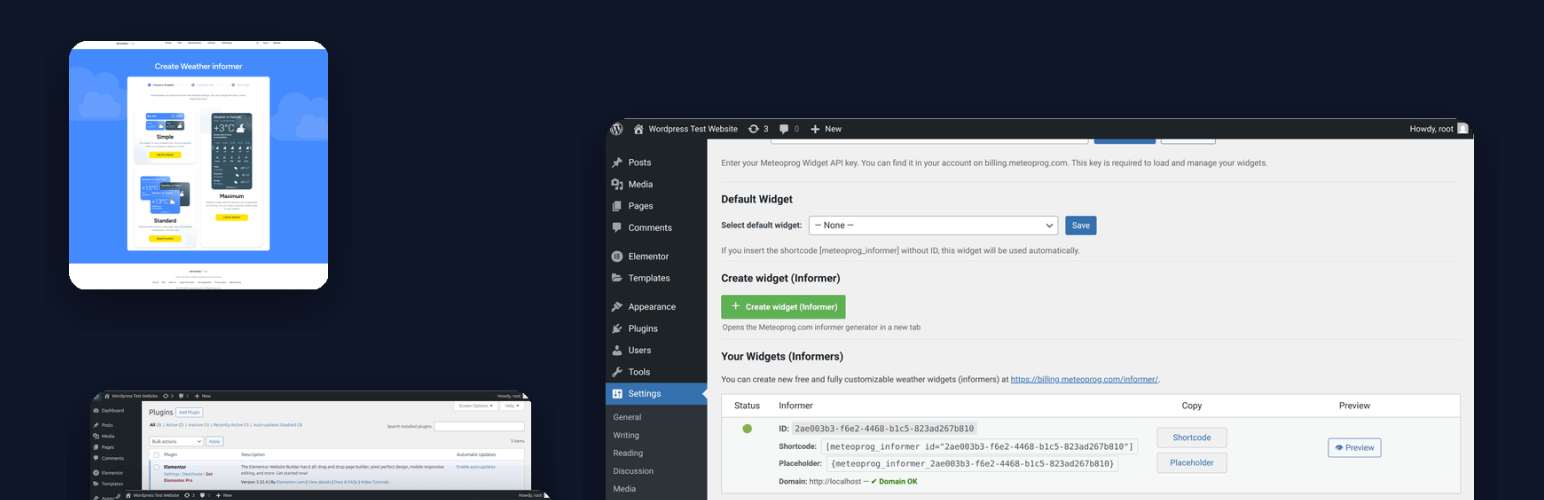 Create Weather informer
Simple
+3°C
Standard
Maximum
+15°C
+13°C
Wordpress Test Website 3 0 New
Howdy, root
Posts
Media
Pages
Comments
Elementor
Templates
Appearance
Plugins
Users
Tools
Settings
General
Writing
Reading
Discussion
Media
Enter your Meteoprog Widget API key. You can find it in your account on billing.meteoprog.com. This key is required to load and manage your widgets.
Default Widget
Select default widget: — None — Save
If you insert the shortcode [meteoprog_informer] without ID, this widget will be used automatically.
Create widget (Informer)
+ Create widget (Informer)
Opens the Meteoprog.com informer generator in a new tab
Your Widgets (Informers)
You can create new free and fully customizable weather widgets (informers) at https://billing.meteoprog.com/informer/.
Status Informer Copy Preview
ID: 2ae003b3-f6e2-4468-b1c5-823ad267b810
Shortcode: [meteoprog_informer id="2ae003b3-f6e2-4468-b1c5-823ad267b810"]
Placeholder: {meteoprog_informer_2ae003b3-f6e2-4468-b1c5-823ad267b810}
Domain: http://localhost — ✔ Domain OK
Shortcode
Placeholder
Preview
Wordpress Test Website 3 0 New
Howdy, root
Dashboard
Posts
Media
Pages
Comments
Elementor
Templates
Plugins Add Plugin
Screen Options Help
All (3) | Active (2) | Inactive (1) | Recently Active (1) | Auto-updates Disabled (3)
Search installed plugins
Bulk actions Apply
3 items
Plugin Description Automatic Updates
Elementor
Settings | Deactivate | Get
Elementor Pro
The Elementor Website Builder has it all: drag and drop page builder, pixel perfect design, mobile responsive
editing, and more. Get started now!
By Elementor.com | View details | Docs & FAQs | Video Tutorials
Enable auto-updates
Wordpress Test Website 3 0 New
Howdy, root